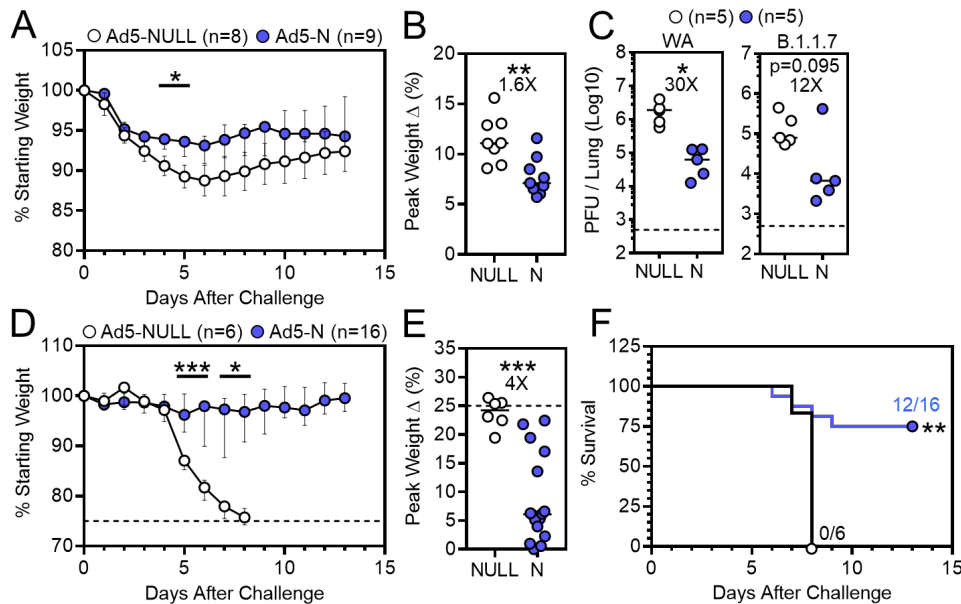 A
Ad5-NULL (n=8) Ad5-N (n=9)
% Starting Weight
105
100
95
90
85
80
*
0 5 10 15
Days After Challenge
B
Peak Weight Δ (%)
20
15
10
5
0
**
1.6X
NULL N
C
(n=5) (n=5)
WA
PFU / Lung (Log10)
7
6
5
4
3
2
*
30X
NULL N
B.1.1.7
7
6
5
4
3
2
p=0.095
12X
NULL N
D
Ad5-NULL (n=6) Ad5-N (n=16)
% Starting Weight
110
100
90
80
70
*** *
0 5 10 15
Days After Challenge
E
Peak Weight Δ (%)
35
30
25
20
15
10
5
0
***
4X
NULL N
F
% Survival
125
100
75
50
25
0
12/16
**
0/6
0 5 10 15
Days After Challenge